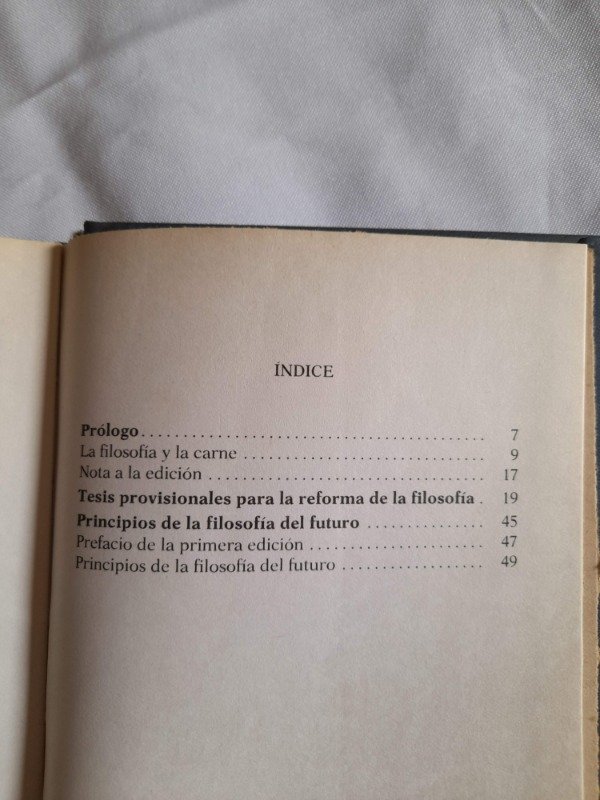 ÍNDICE
Prólogo. . . . . . . . . . . . . . . . . . . . . . . . . . . . . . . . . . . . . . . . 7
La filosofía y la carne . . . . . . . . . . . . . . . . . . . . . . . . . . . 9
Nota a la edición . . . . . . . . . . . . . . . . . . . . . . . . . . . . . . . 17
Tesis provisionales para la reforma de la filosofía . 19
Principios de la filosofía del futuro . . . . . . . . . . . . . . . . 45
Prefacio de la primera edición . . . . . . . . . . . . . . . . . . . . 47
Principios de la filosofía del futuro . . . . . . . . . . . . . . . . 49